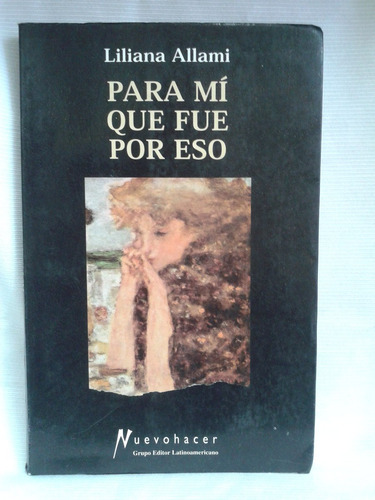 Liliana Allami
PARA MÍ
QUE FUE
POR ESO
Nuevohacer
Grupo Editor Latinoamericano